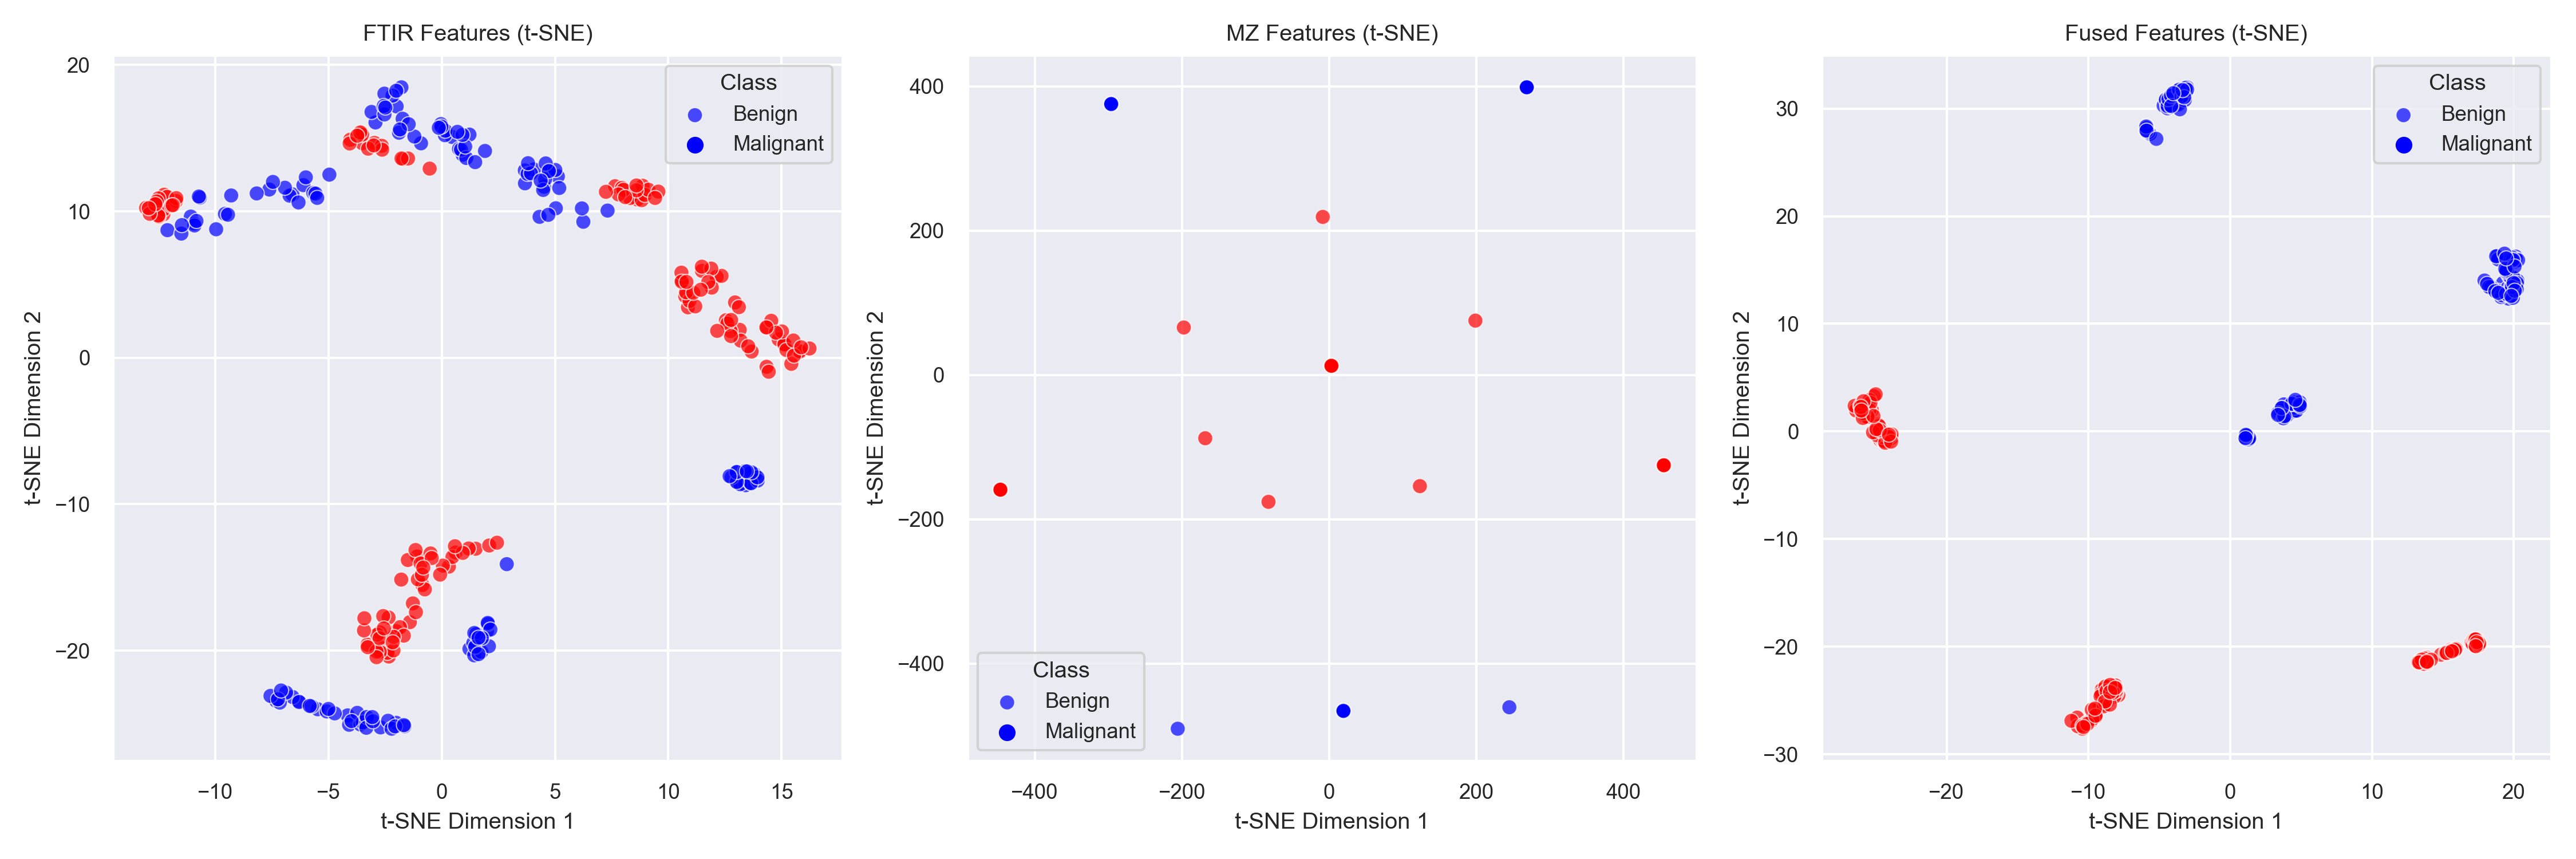 FTIR Features (t-SNE)
20
10
0
−10
−20
−10
−5
0
5
10
15
t-SNE Dimension 1
t-SNE Dimension 2
Class
Benign
Malignant
MZ Features (t-SNE)
400
200
0
−200
−400
−400
−200
0
200
400
t-SNE Dimension 1
t-SNE Dimension 2
Class
Benign
Malignant
Fused Features (t-SNE)
30
20
10
0
−10
−20
−30
−20
−10
0
10
20
t-SNE Dimension 1
t-SNE Dimension 2
Class
Benign
Malignant